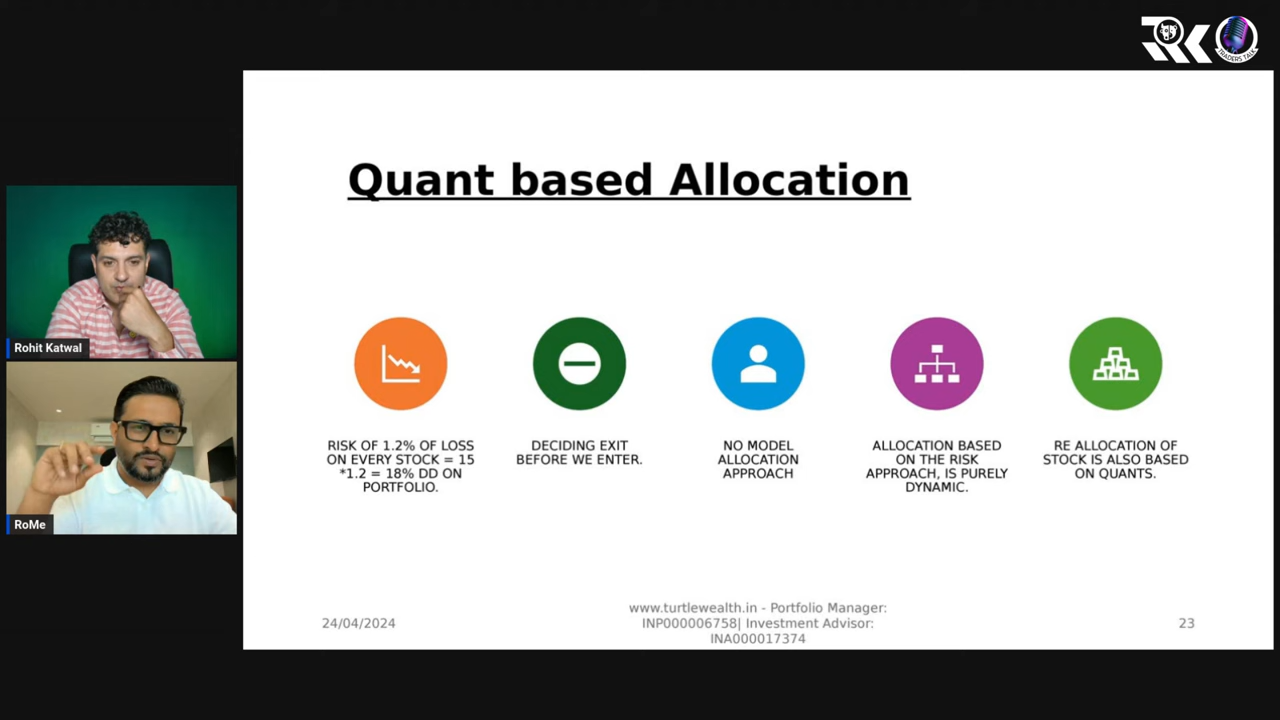 RK
TRADERS TALK
Quant based Allocation
Rohit Katwal
RoMe
RISK OF 1.2% OF LOSS
ON EVERY STOCK = 15
*1.2 = 18% DD ON
PORTFOLIO.
DECIDING EXIT
BEFORE WE ENTER.
NO MODEL
ALLOCATION
APPROACH
ALLOCATION BASED
ON THE RISK
APPROACH, IS PURELY
DYNAMIC.
RE ALLOCATION OF
STOCK IS ALSO BASED
ON QUANTS.
24/04/2024
www.turtlewealth.in - Portfolio Manager:
INP000006758| Investment Advisor:
INA000017374
23